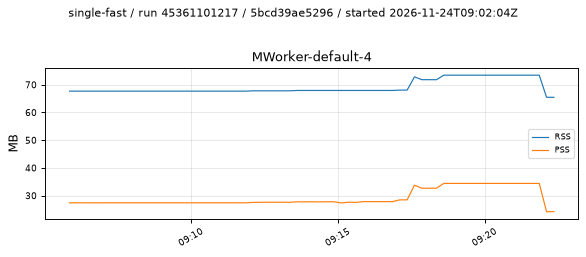 single-fast / run 45361101217 / 5bcd39ae5296 / started 2026-11-24T09:02:04Z
MWorker-default-4
MB
70
60
50
40
30
RSS
PSS
09:10
09:15
09:20